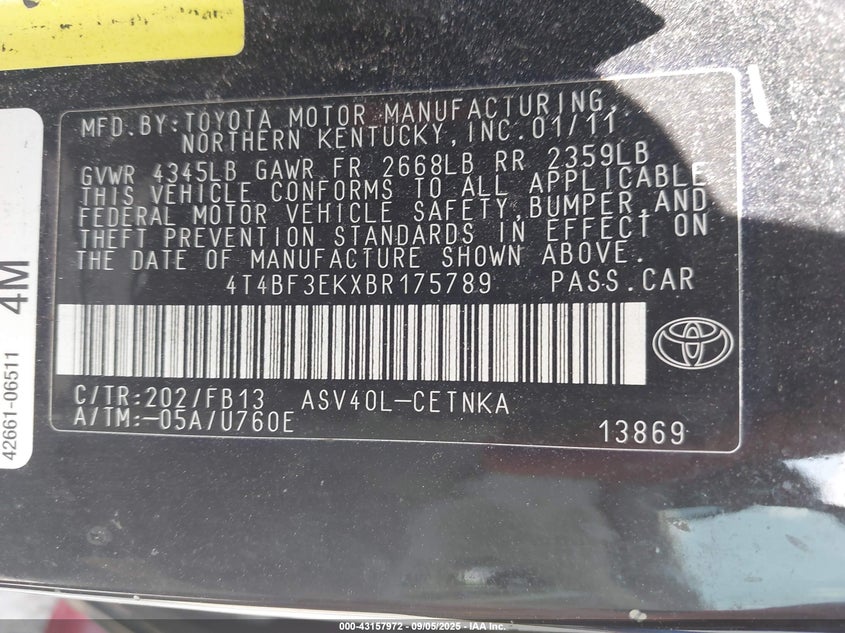 MFD.BY:TOYOTA MOTOR MANUFACTURING,
NORTHERN KENTUCKY,INC.01/11
GVWR 4345LB GAWR FR 2668LB RR 2359LB
THIS VEHICLE CONFORMS TO ALL APPLICABLE
FEDERAL MOTOR VEHICLE SAFETY,BUMPER,AND
THEFT PREVENTION STANDARDS IN EFFECT ON
THE DATE OF MANUFACTURE SHOWN ABOVE.
4T4BF3EKXBR175789 PASS.CAR
C/TR:202/FB13 ASV40L-CETNKA
A/TM:-05A/U760E
13869
42661-06511
4M
000-43157972 - 09/05/2025 - IAA Inc.